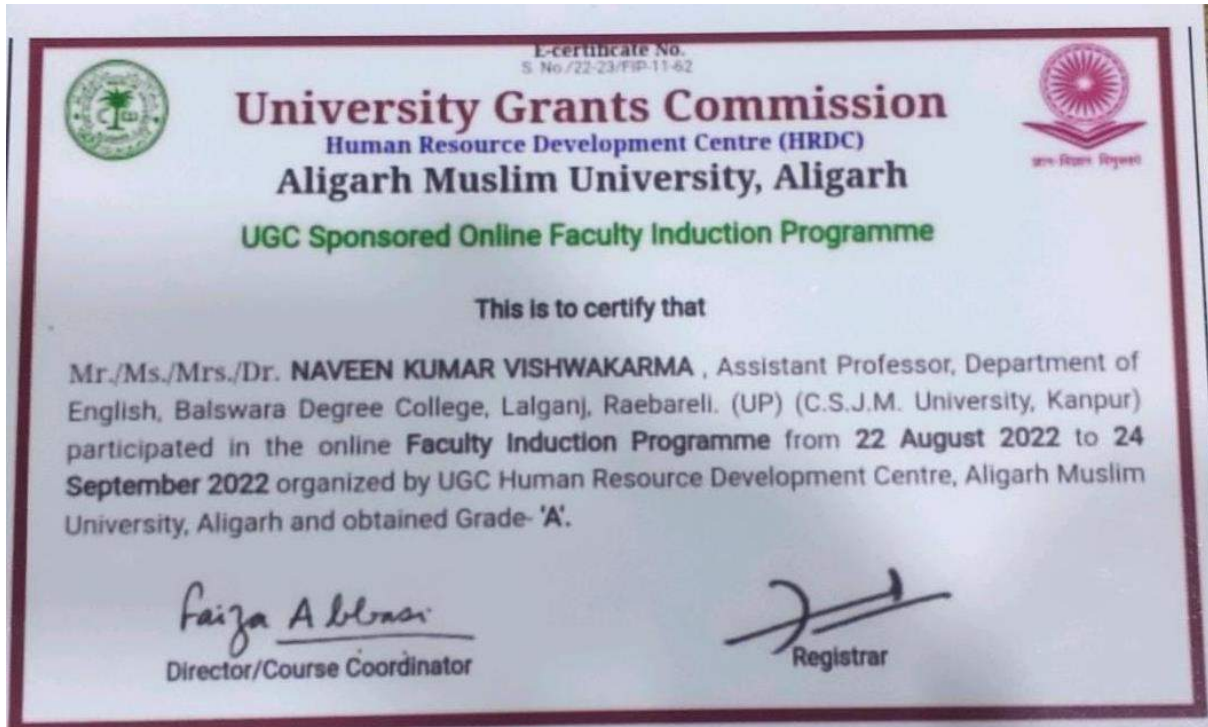 E-certificate No.
S. No./22-23/FIP-11-62
University Grants Commission
Human Resource Development Centre (HRDC)
Aligarh Muslim University, Aligarh
ज्ञान-विज्ञान विमुक्तये
UGC Sponsored Online Faculty Induction Programme
This is to certify that
Mr./Ms./Mrs./Dr. NAVEEN KUMAR VISHWAKARMA , Assistant Professor, Department of
English, Balswara Degree College, Lalganj, Raebareli. (UP) (C.S.J.M. University, Kanpur)
participated in the online Faculty Induction Programme from 22 August 2022 to 24
September 2022 organized by UGC Human Resource Development Centre, Aligarh Muslim
University, Aligarh and obtained Grade- 'A'.
Faiza Abbasi
Director/Course Coordinator
Registrar